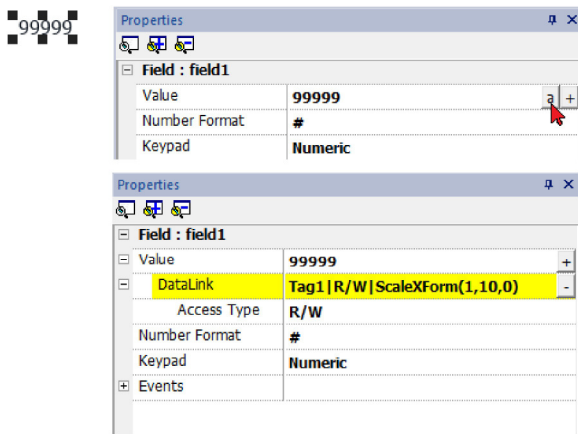 99999
Properties
Field : field1
Value 99999 a +
Number Format #
Keypad Numeric
Properties
Field : field1
Value 99999 +
DataLink Tag1|R/W|ScaleXForm(1,10,0) -
Access Type R/W
Number Format #
Keypad Numeric
Events